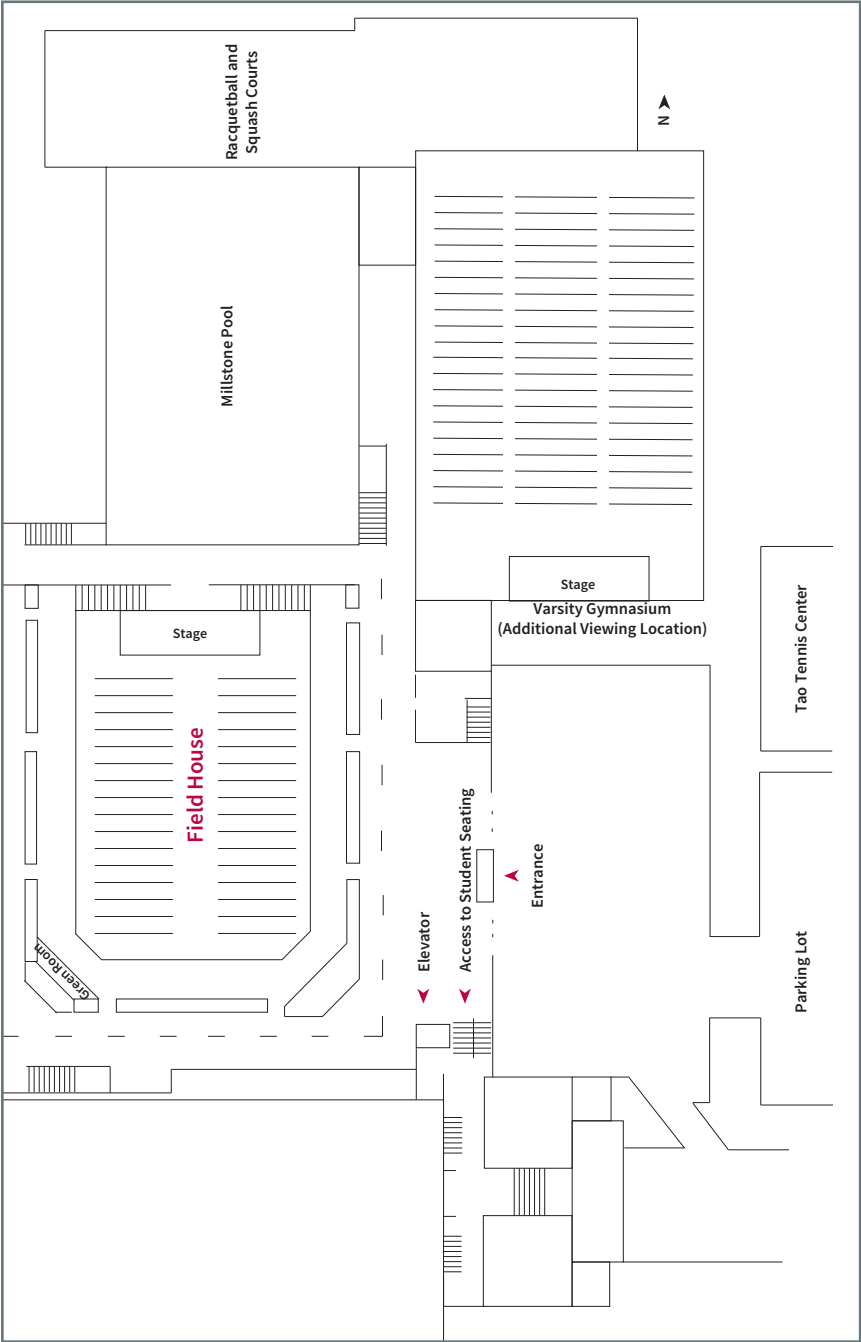 Racquetball and
Squash Courts
N
Millstone Pool
Stage
Varsity Gymnasium
(Additional Viewing Location)
Tao Tennis Center
Stage
Field House
Green Room
Elevator
Access to Student Seating
Entrance
Parking Lot